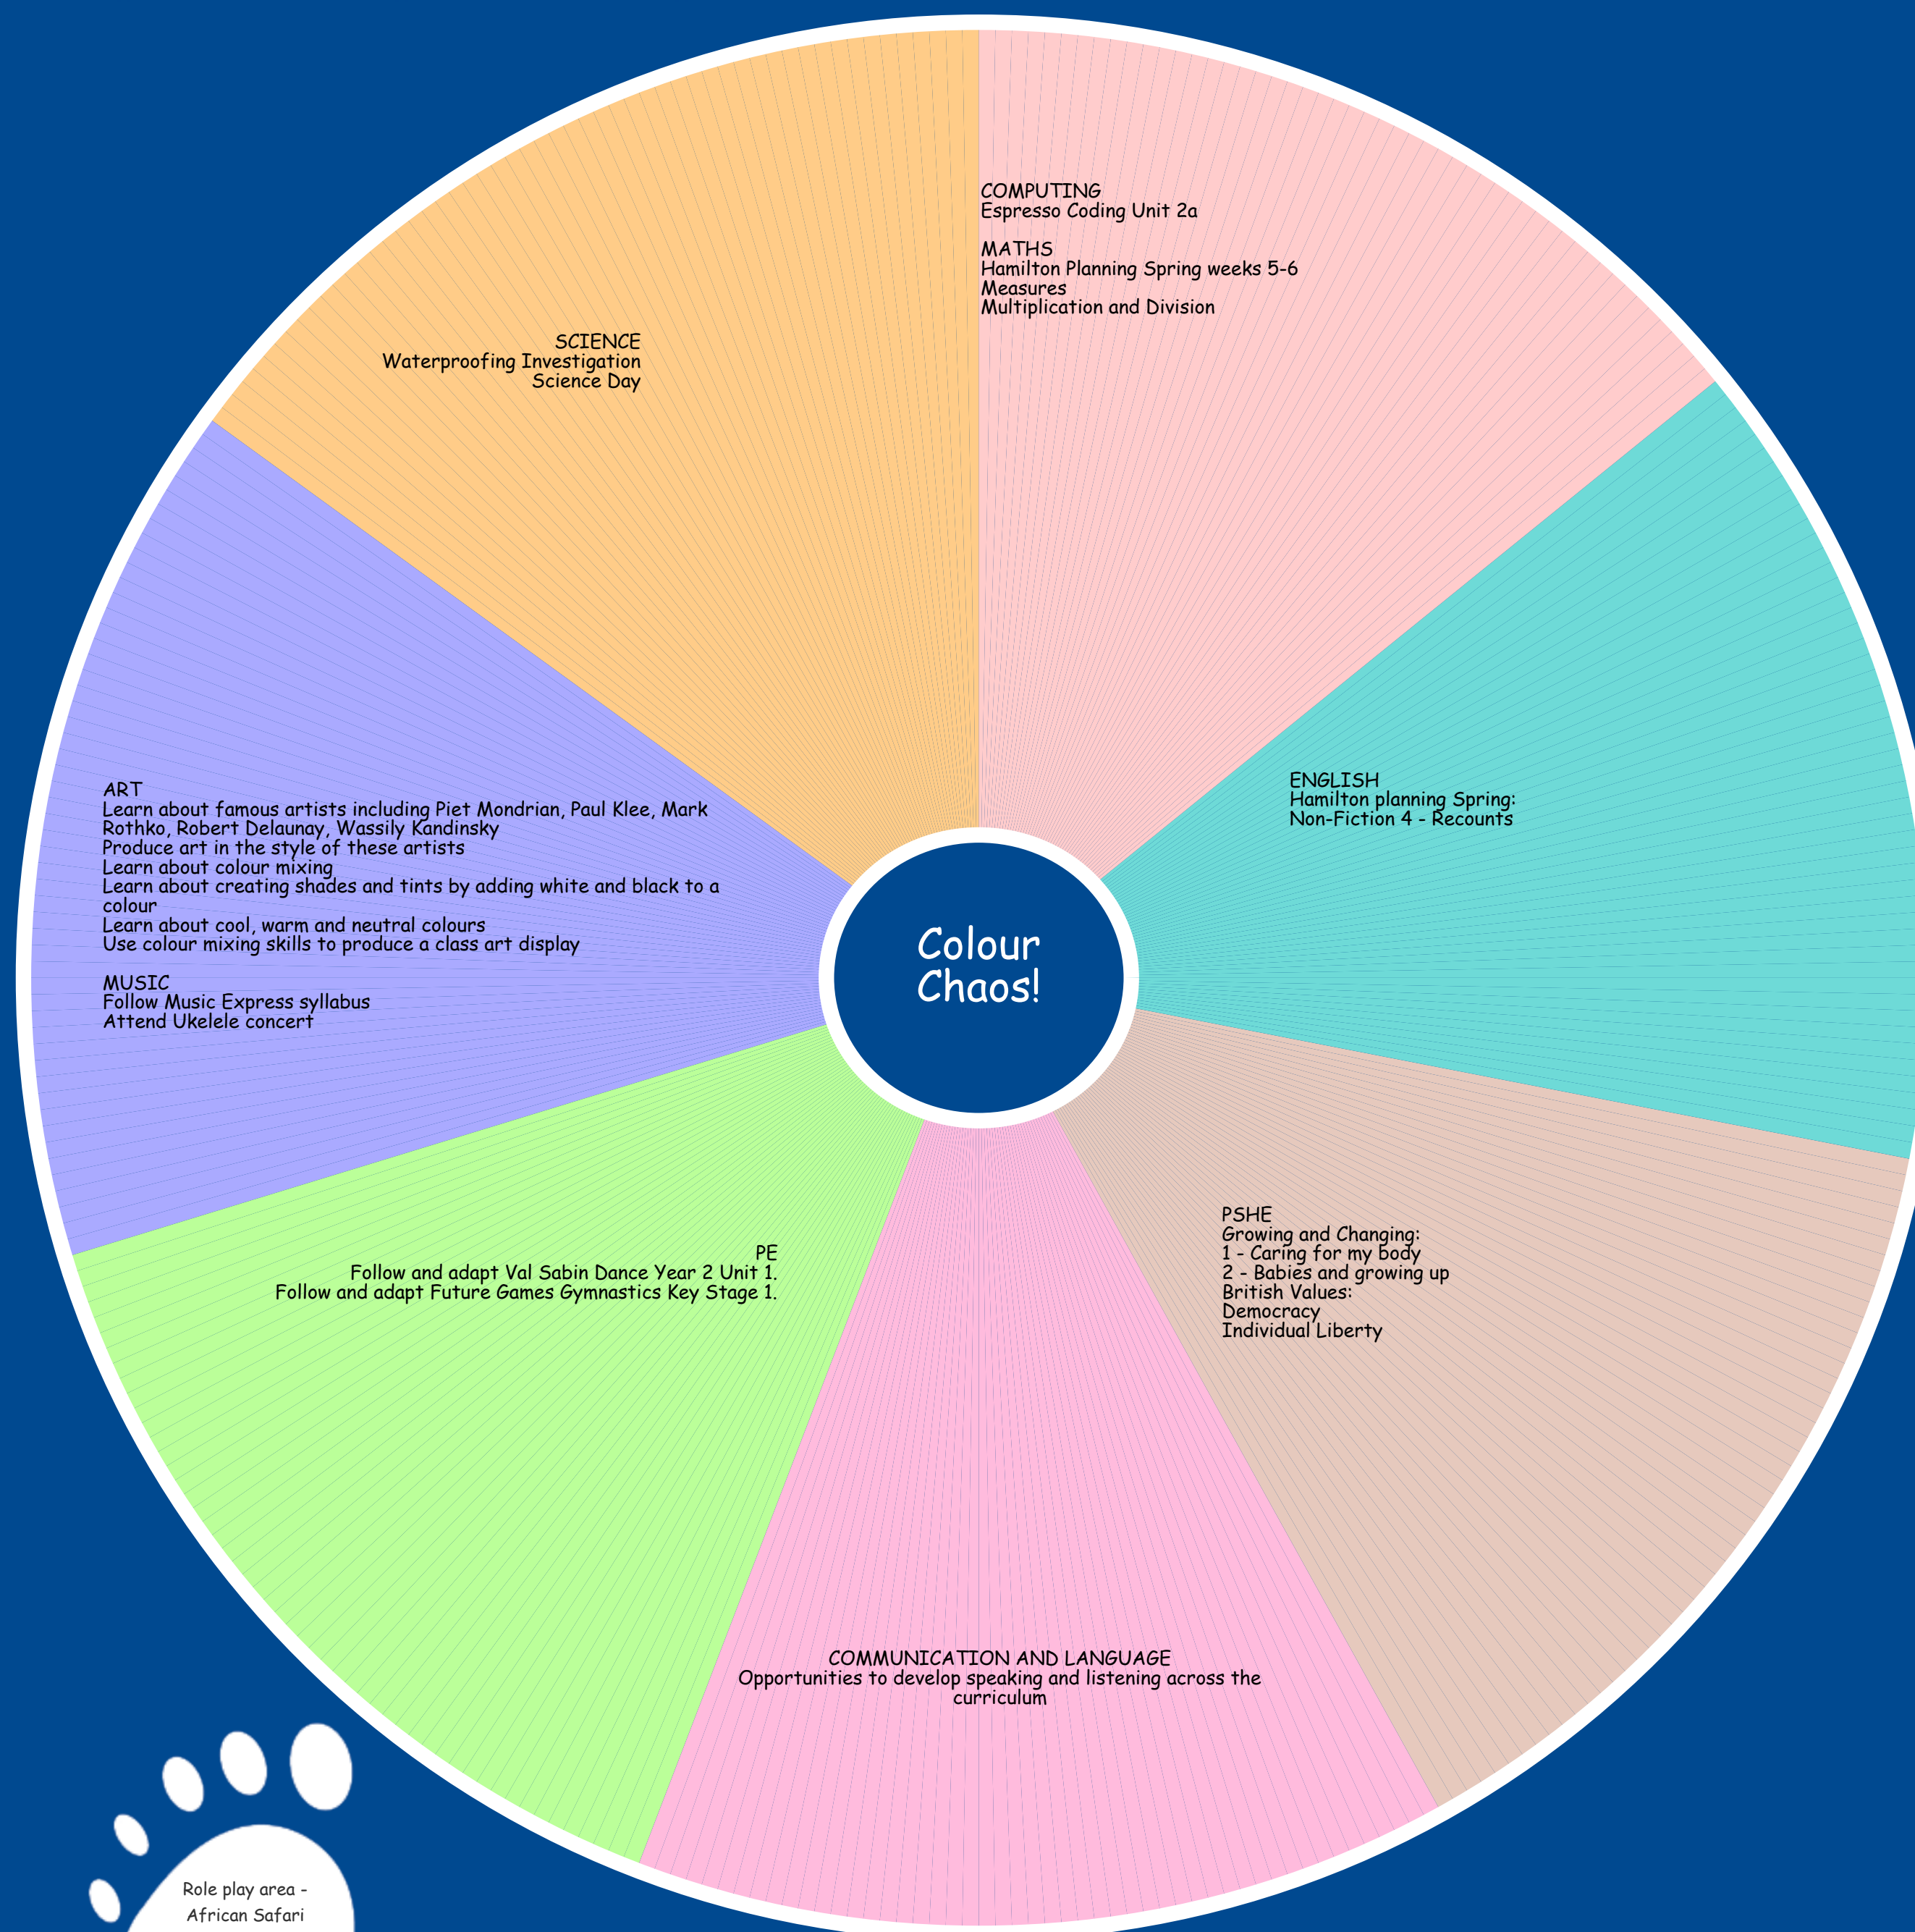 COMPUTING
Espresso Coding Unit 2a
MATHS
Hamilton Planning Spring weeks 5-6
Measures
Multiplication and Division
SCIENCE
Waterproofing Investigation
Science Day
ENGLISH
Hamilton planning Spring:
Non-Fiction 4 - Recounts
ART
Learn about famous artists including Piet Mondrian, Paul Klee, Mark
Rothko, Robert Delaunay, Wassily Kandinsky
Produce art in the style of these artists
Learn about colour mixing
Learn about creating shades and tints by adding white and black to a
colour
Learn about cool, warm and neutral colours
Use colour mixing skills to produce a class art display
MUSIC
Follow Music Express syllabus
Attend Ukelele concert
Colour
Chaos!
PSHE
Growing and Changing:
1 - Caring for my body
2 - Babies and growing up
British Values:
Democracy
Individual Liberty
PE
Follow and adapt Val Sabin Dance Year 2 Unit 1.
Follow and adapt Future Games Gymnastics Key Stage 1.
COMMUNICATION AND LANGUAGE
Opportunities to develop speaking and listening across the
curriculum
Role play area -
African Safari